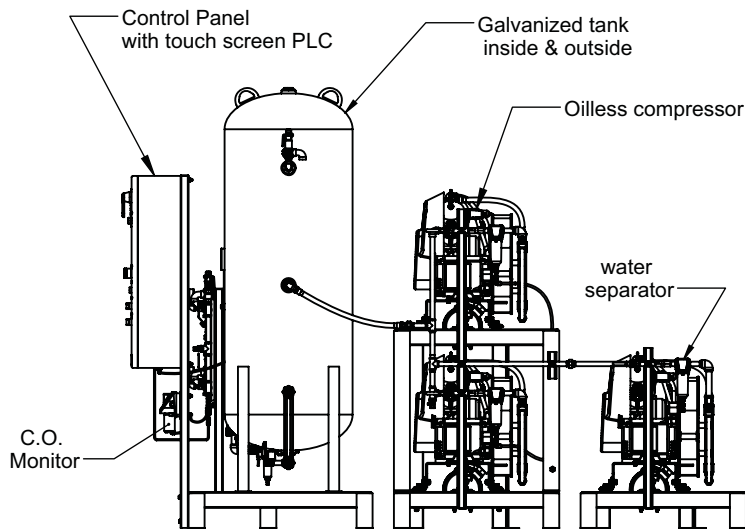 Control Panel
with touch screen PLC
Galvanized tank
inside & outside
Oilless compressor
water
separator
C.O.
Monitor